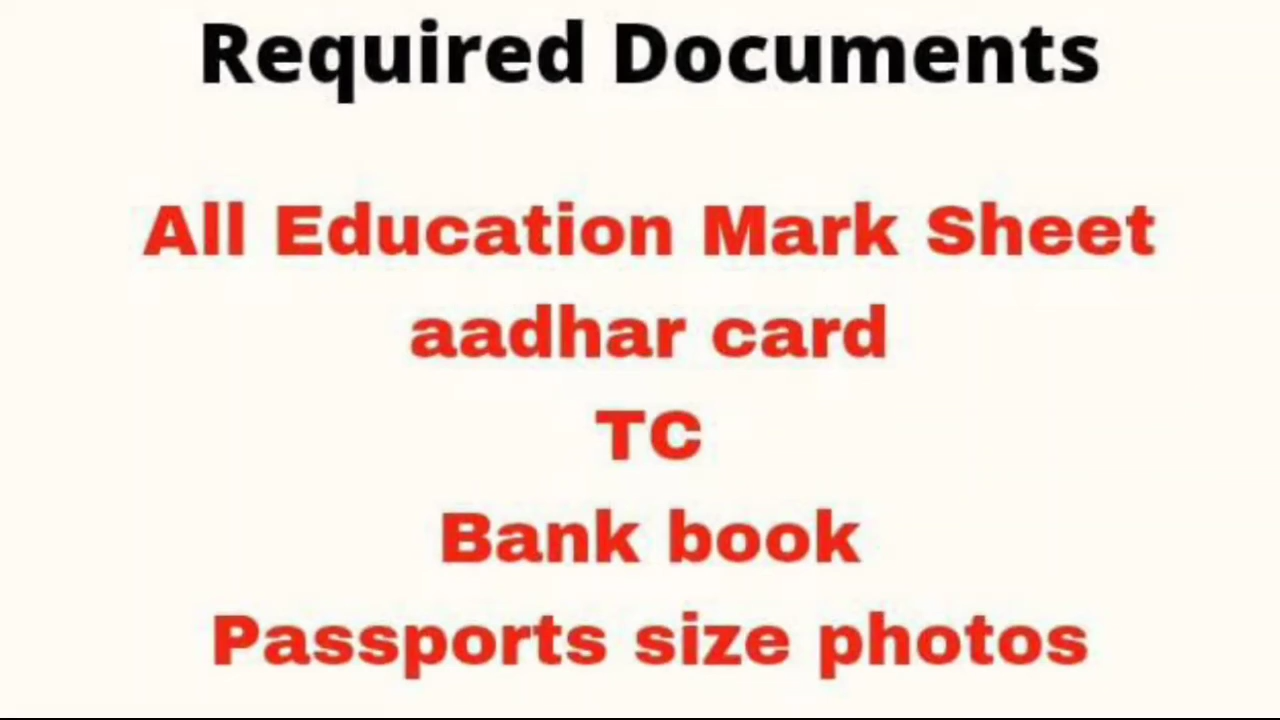 Required Documents
All Education Mark Sheet
aadhar card
TC
Bank book
Passports size photos